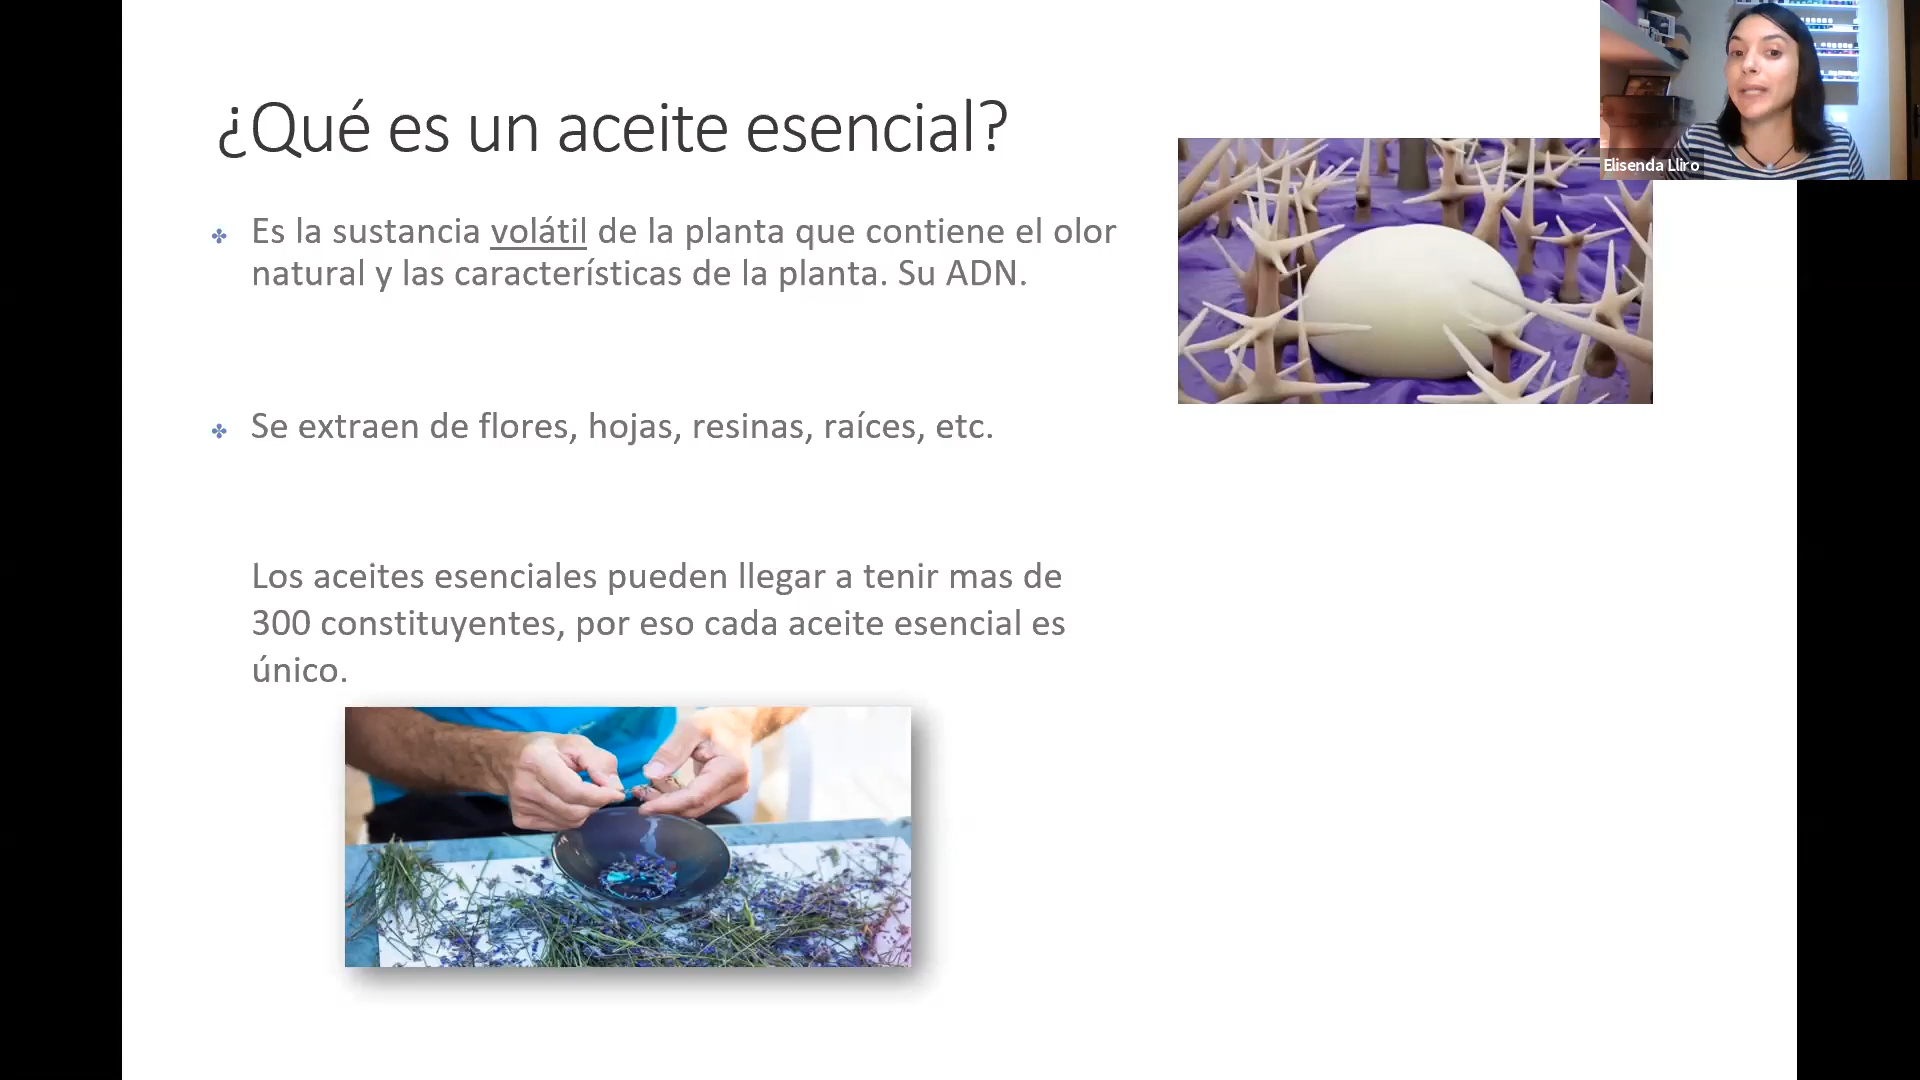 ¿Qué es un aceite esencial?
Es la sustancia volátil de la planta que contiene el olor
natural y las características de la planta. Su ADN.
Se extraen de flores, hojas, resinas, raíces, etc.
Los aceites esenciales pueden llegar a tenir mas de
300 constituyentes, por eso cada aceite esencial es
único.
Elisenda Lliro